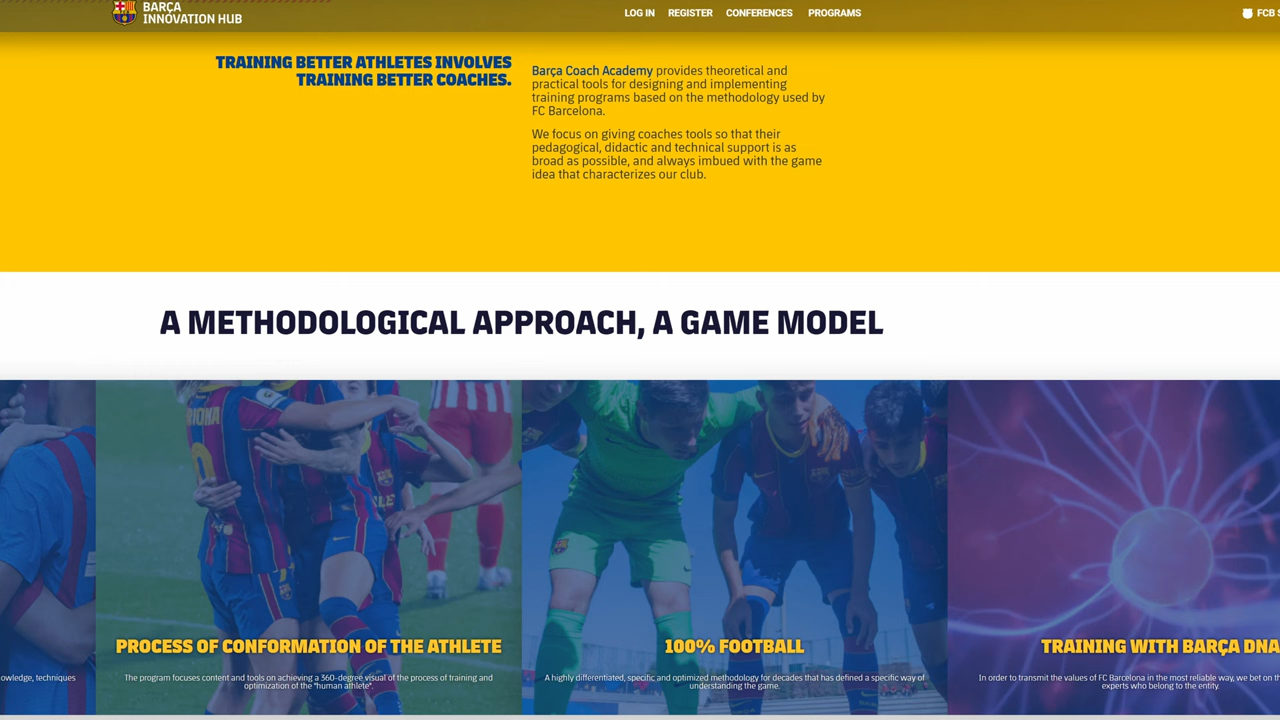 BARÇA
INNOVATION HUB
LOG IN REGISTER CONFERENCES PROGRAMS
FCB
TRAINING BETTER ATHLETES INVOLVES
TRAINING BETTER COACHES.
Barça Coach Academy provides theoretical and
practical tools for designing and implementing
training programs based on the methodology used by
FC Barcelona.
We focus on giving coaches tools so that their
pedagogical, didactic and technical support is as
broad as possible, and always imbued with the game
idea that characterizes our club.
A METHODOLOGICAL APPROACH, A GAME MODEL
PROCESS OF CONFORMATION OF THE ATHLETE
100% FOOTBALL
TRAINING WITH BARÇA DNA
owledge, techniques
The program focuses content and tools on achieving a 360-degree visual of the process of training and
optimization of the "human athlete".
A highly differentiated, specific and optimized methodology for decades that has defined a specific way of
understanding the game.
In order to transmit the values of FC Barcelona in the most reliable way, we bet on th
experts who belong to the entity.